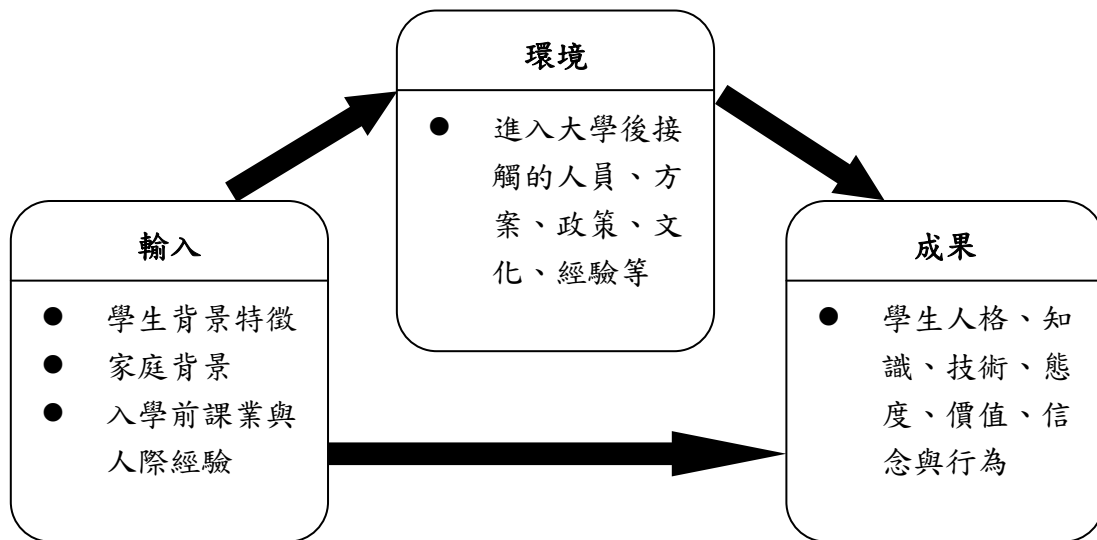 環境
● 進入大學後接
觸的人員、方
案、政策、文
化、經驗等
輸入
● 學生背景特徵
● 家庭背景
● 入學前課業與
人際經驗
成果
● 學生人格、知
識、技術、態
度、價值、信
念與行為